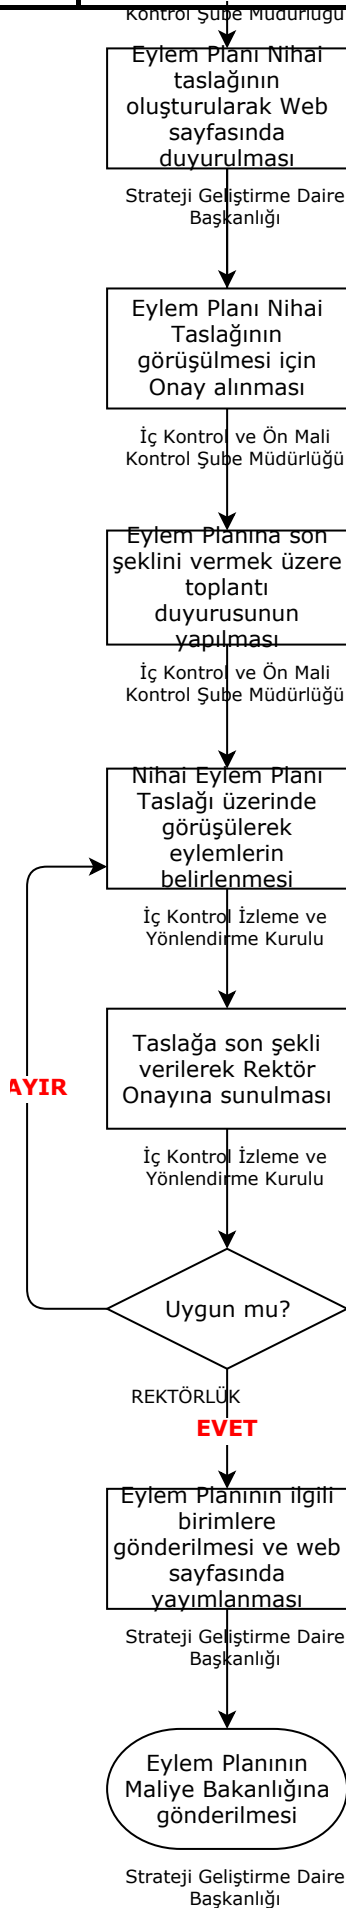 Kontrol Şube Müdürlüğü
Eylem Planı Nihai
taslağının
oluşturularak Web
sayfasında
duyurulması
Strateji Geliştirme Daire
Başkanlığı
Eylem Planı Nihai
Taslağının
görüşülmesi için
Onay alınması
İç Kontrol ve Ön Mali
Kontrol Şube Müdürlüğü
Eylem Planına son
şeklini vermek üzere
toplantı
duyurusunun
yapılması
İç Kontrol ve Ön Mali
Kontrol Şube Müdürlüğü
Nihai Eylem Planı
Taslağı üzerinde
görüşülerek
eylemlerin
belirlenmesi
İç Kontrol İzleme ve
Yönlendirme Kurulu
Taslağa son şekli
verilerek Rektör
Onayına sunulması
AYIR
İç Kontrol İzleme ve
Yönlendirme Kurulu
Uygun mu?
REKTÖRLÜK
EVET
Eylem Planının ilgili
birimlere
gönderilmesi ve web
sayfasında
yayımlanması
Strateji Geliştirme Daire
Başkanlığı
Eylem Planının
Maliye Bakanlığına
gönderilmesi
Strateji Geliştirme Daire
Başkanlığı